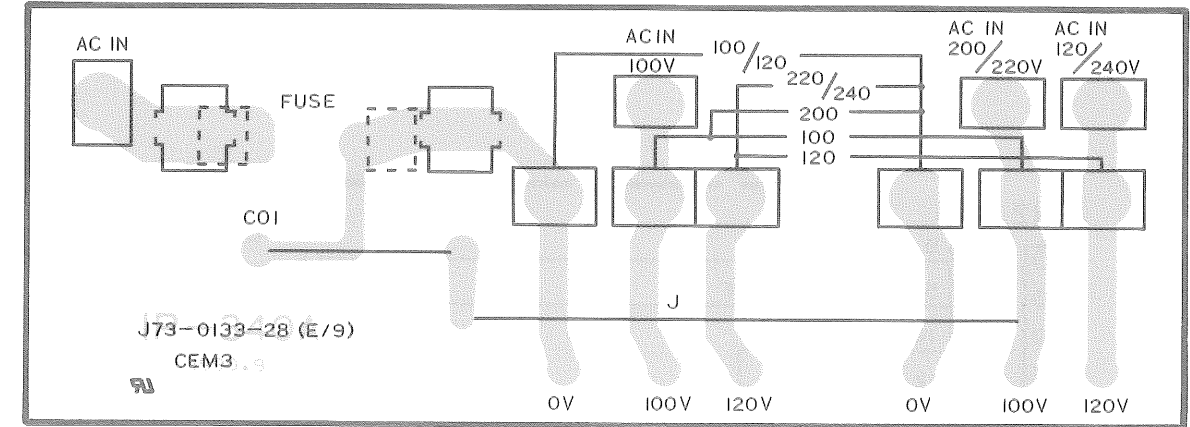 AC IN
FUSE
AC IN
100V
100/120
220/240
200
100
120
AC IN
200/220V
AC IN
120/240V
CO1
J
J73-0133-28 (E/9)
CEM3
0V
100V
120V
0V
100V
120V